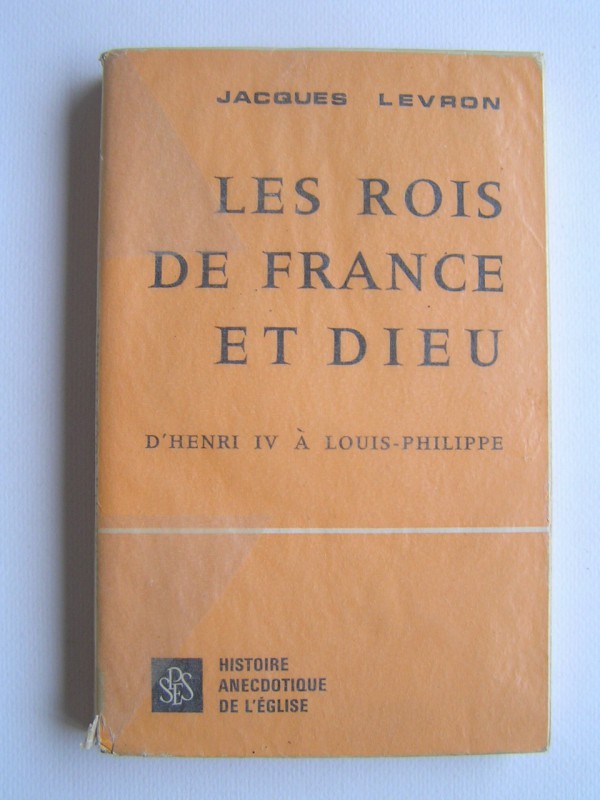 JACQUES LEVRON
LES ROIS
DE FRANCE
ET DIEU
D'HENRI IV À LOUIS-PHILIPPE
SPES
HISTOIRE
ANECDOTIQUE
DE L'ÉGLISE